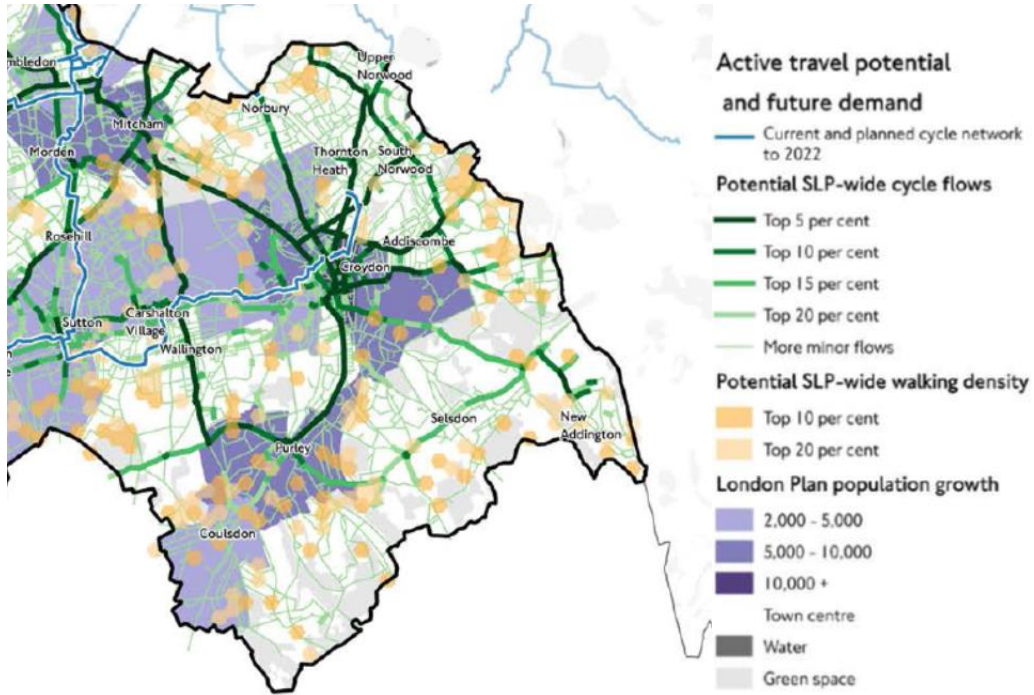 Upper
Norwood
mbledon
Norbury
Mitcham
Morden
Thornton
Heath
South
Norwood
Rosehill
Addiscombe
Croydon
Carshalton
Village
Sutton
Wallington
Selsdon
New
Addington
Purley
Coulsdon
Active travel potential
and future demand
Current and planned cycle network
to 2022
Potential SLP-wide cycle flows
Top 5 per cent
Top 10 per cent
Top 15 per cent
Top 20 per cent
More minor flows
Potential SLP-wide walking density
Top 10 per cent
Top 20 per cent
London Plan population growth
2,000 - 5,000
5,000 - 10,000
10,000 +
Town centre
Water
Green space